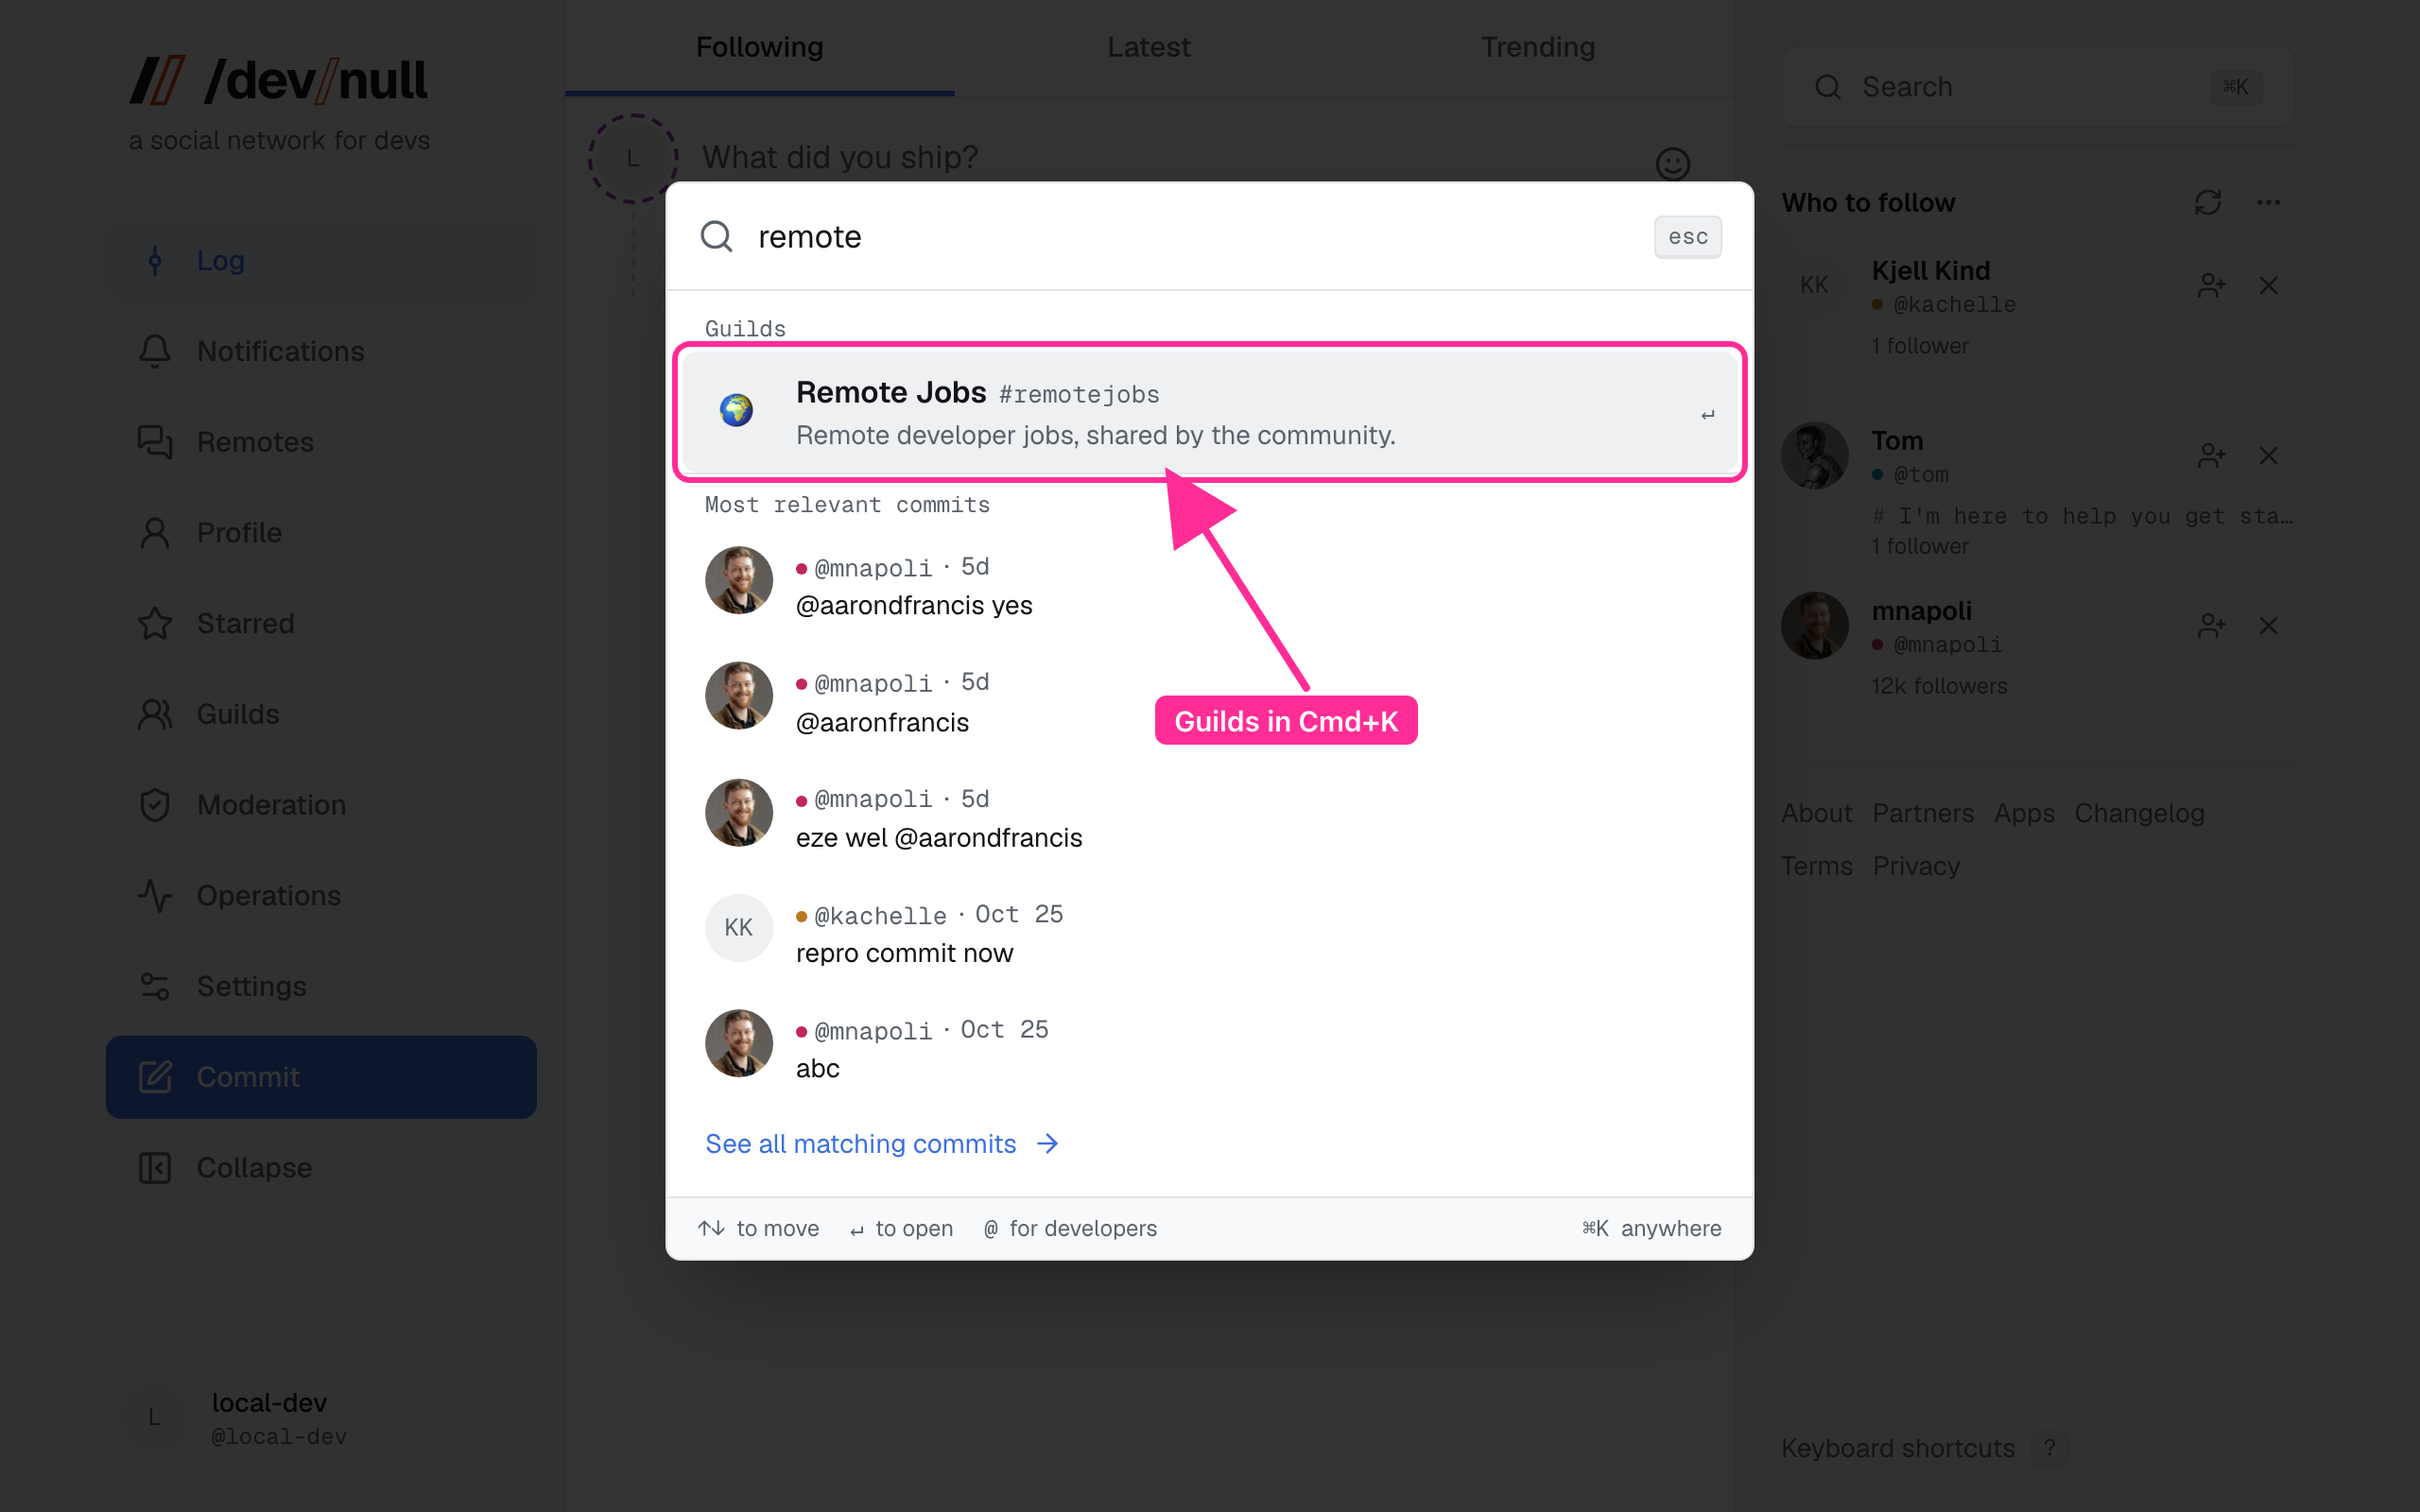 /dev/null
a social network for devs
Log
Notifications
Remotes
Profile
Starred
Guilds
Moderation
Operations
Settings
Commit
Collapse
L
local-dev
@local-dev
Following
Latest
Trending
L
What did you ship?
remote
esc
Guilds
Remote Jobs #remotejobs
Remote developer jobs, shared by the community.
↵
Most relevant commits
@mnapoli · 5d
@aarondfrancis yes
@mnapoli · 5d
@aaronfrancis
@mnapoli · 5d
eze wel @aarondfrancis
KK
@kachelle · Oct 25
repro commit now
@mnapoli · Oct 25
abc
See all matching commits →
Guilds in Cmd+K
↑↓ to move ↵ to open @ for developers ⌘K anywhere
Search ⌘K
Who to follow
KK
Kjell Kind
@kachelle
1 follower
Tom
@tom
# I'm here to help you get sta…
1 follower
mnapoli
@mnapoli
12k followers
About Partners Apps Changelog
Terms Privacy
Keyboard shortcuts ?